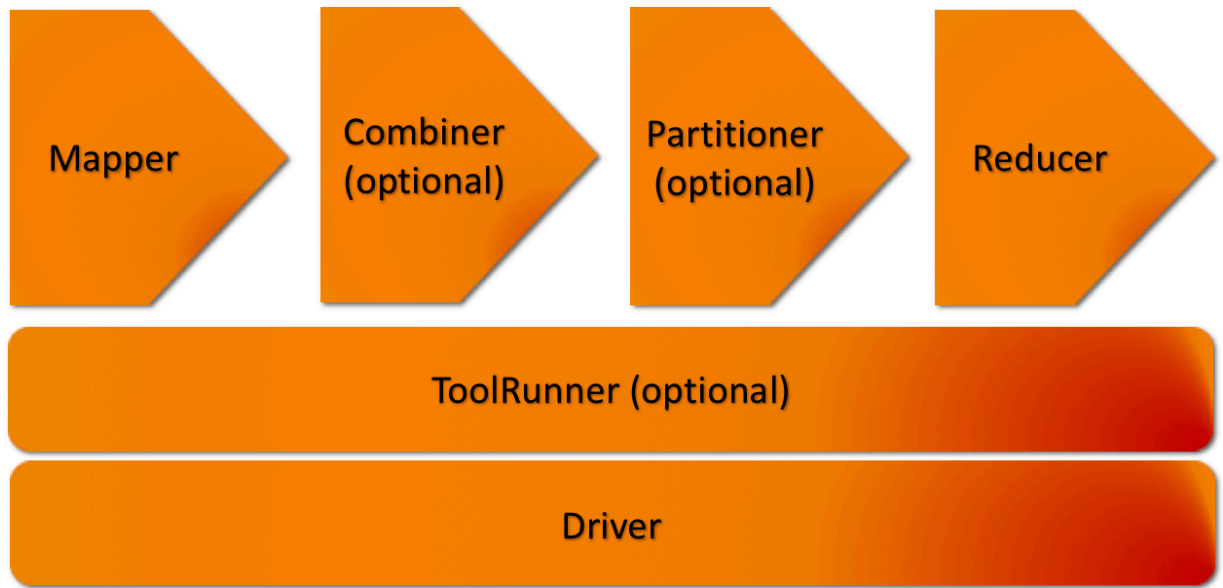 Mapper
Combiner
(optional)
Partitioner
(optional)
Reducer
ToolRunner (optional)
Driver